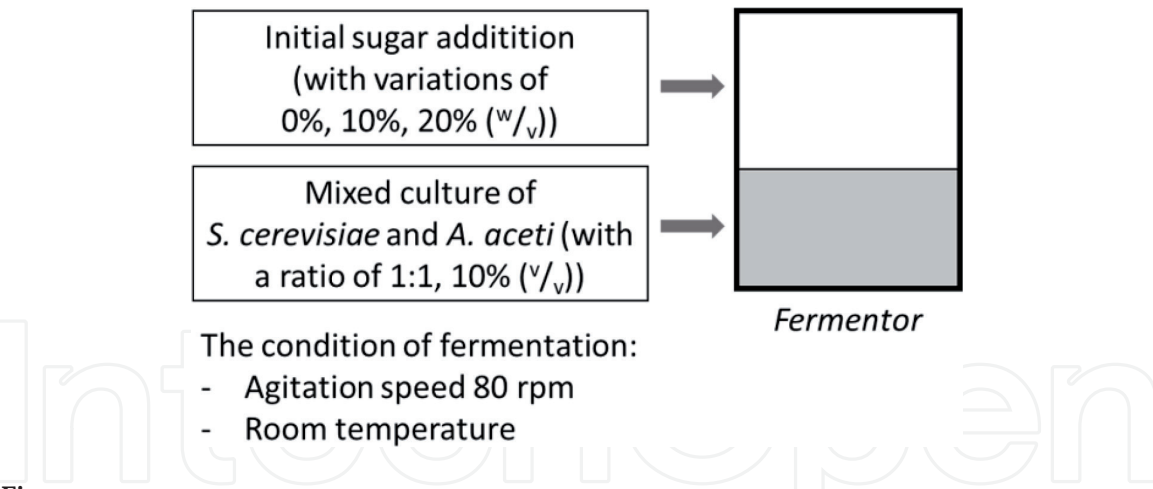 Initial sugar additition
(with variations of
0%, 10%, 20% (w/v))
Mixed culture of
S. cerevisiae and A. aceti (with
a ratio of 1:1, 10% (v/v))
Fermentor
The condition of fermentation:
- Agitation speed 80 rpm
- Room temperature